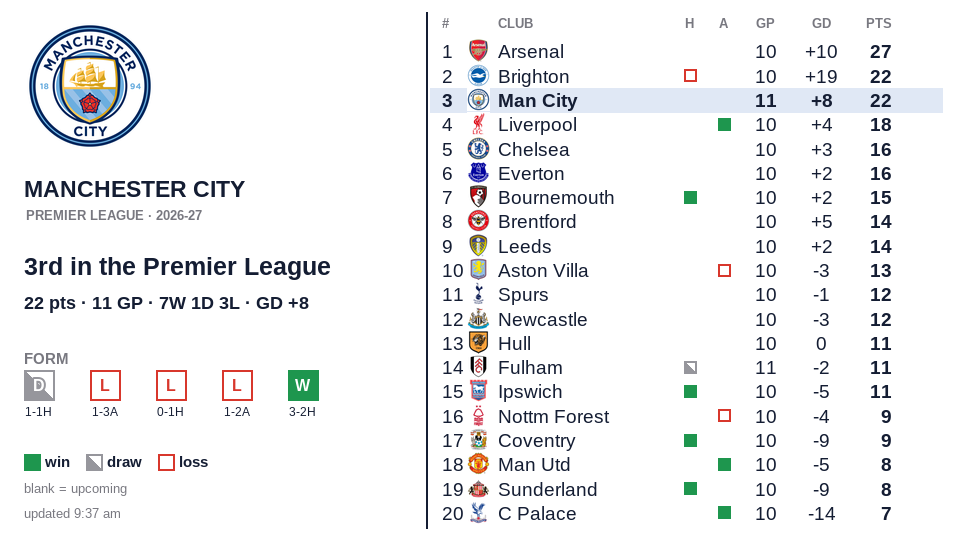 MANCHESTER
18 94
CITY
MANCHESTER CITY
PREMIER LEAGUE · 2026-27
3rd in the Premier League
22 pts · 11 GP · 7W 1D 3L · GD +8
FORM
D L L L W
1-1H 1-3A 0-1H 1-2A 3-2H
win draw loss
blank = upcoming
updated 9:37 am
# CLUB H A GP GD PTS
1 Arsenal 10 +10 27
2 Brighton 10 +19 22
3 Man City 11 +8 22
4 Liverpool 10 +4 18
5 Chelsea 10 +3 16
6 Everton 10 +2 16
7 Bournemouth 10 +2 15
8 Brentford 10 +5 14
9 Leeds 10 +2 14
10 Aston Villa 10 -3 13
11 Spurs 10 -1 12
12 Newcastle 10 -3 12
13 Hull 10 0 11
14 Fulham 11 -2 11
15 Ipswich 10 -5 11
16 Nottm Forest 10 -4 9
17 Coventry 10 -9 9
18 Man Utd 10 -5 8
19 Sunderland 10 -9 8
20 C Palace 10 -14 7